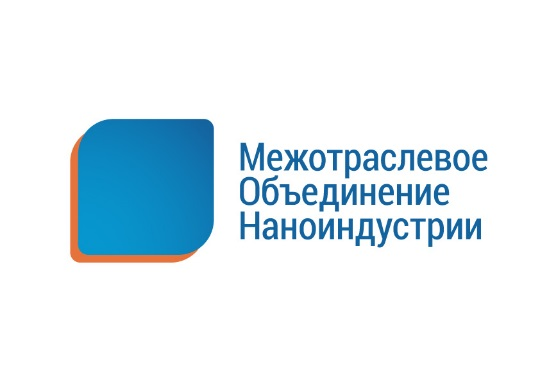 Межотраслевое
Объединение
Наноиндустрии